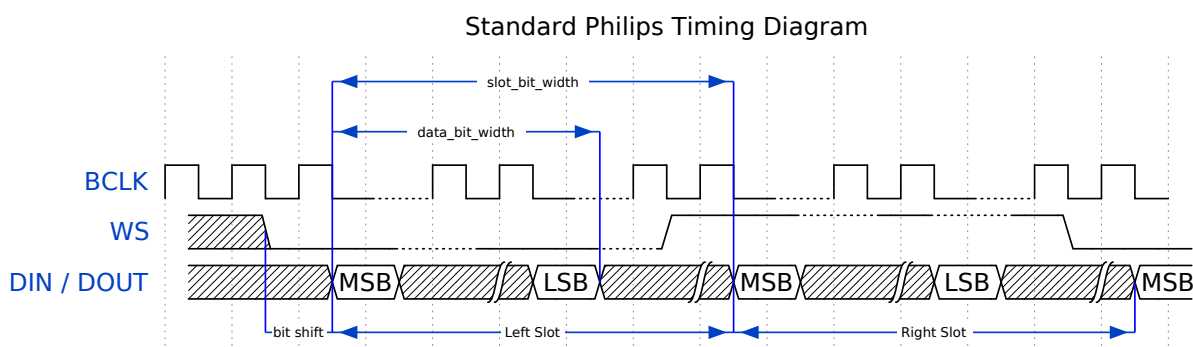 Standard Philips Timing Diagram
slot_bit_width
data_bit_width
BCLK
WS
DIN / DOUT
MSB
LSB
MSB
LSB
MSB
bit shift
Left Slot
Right Slot